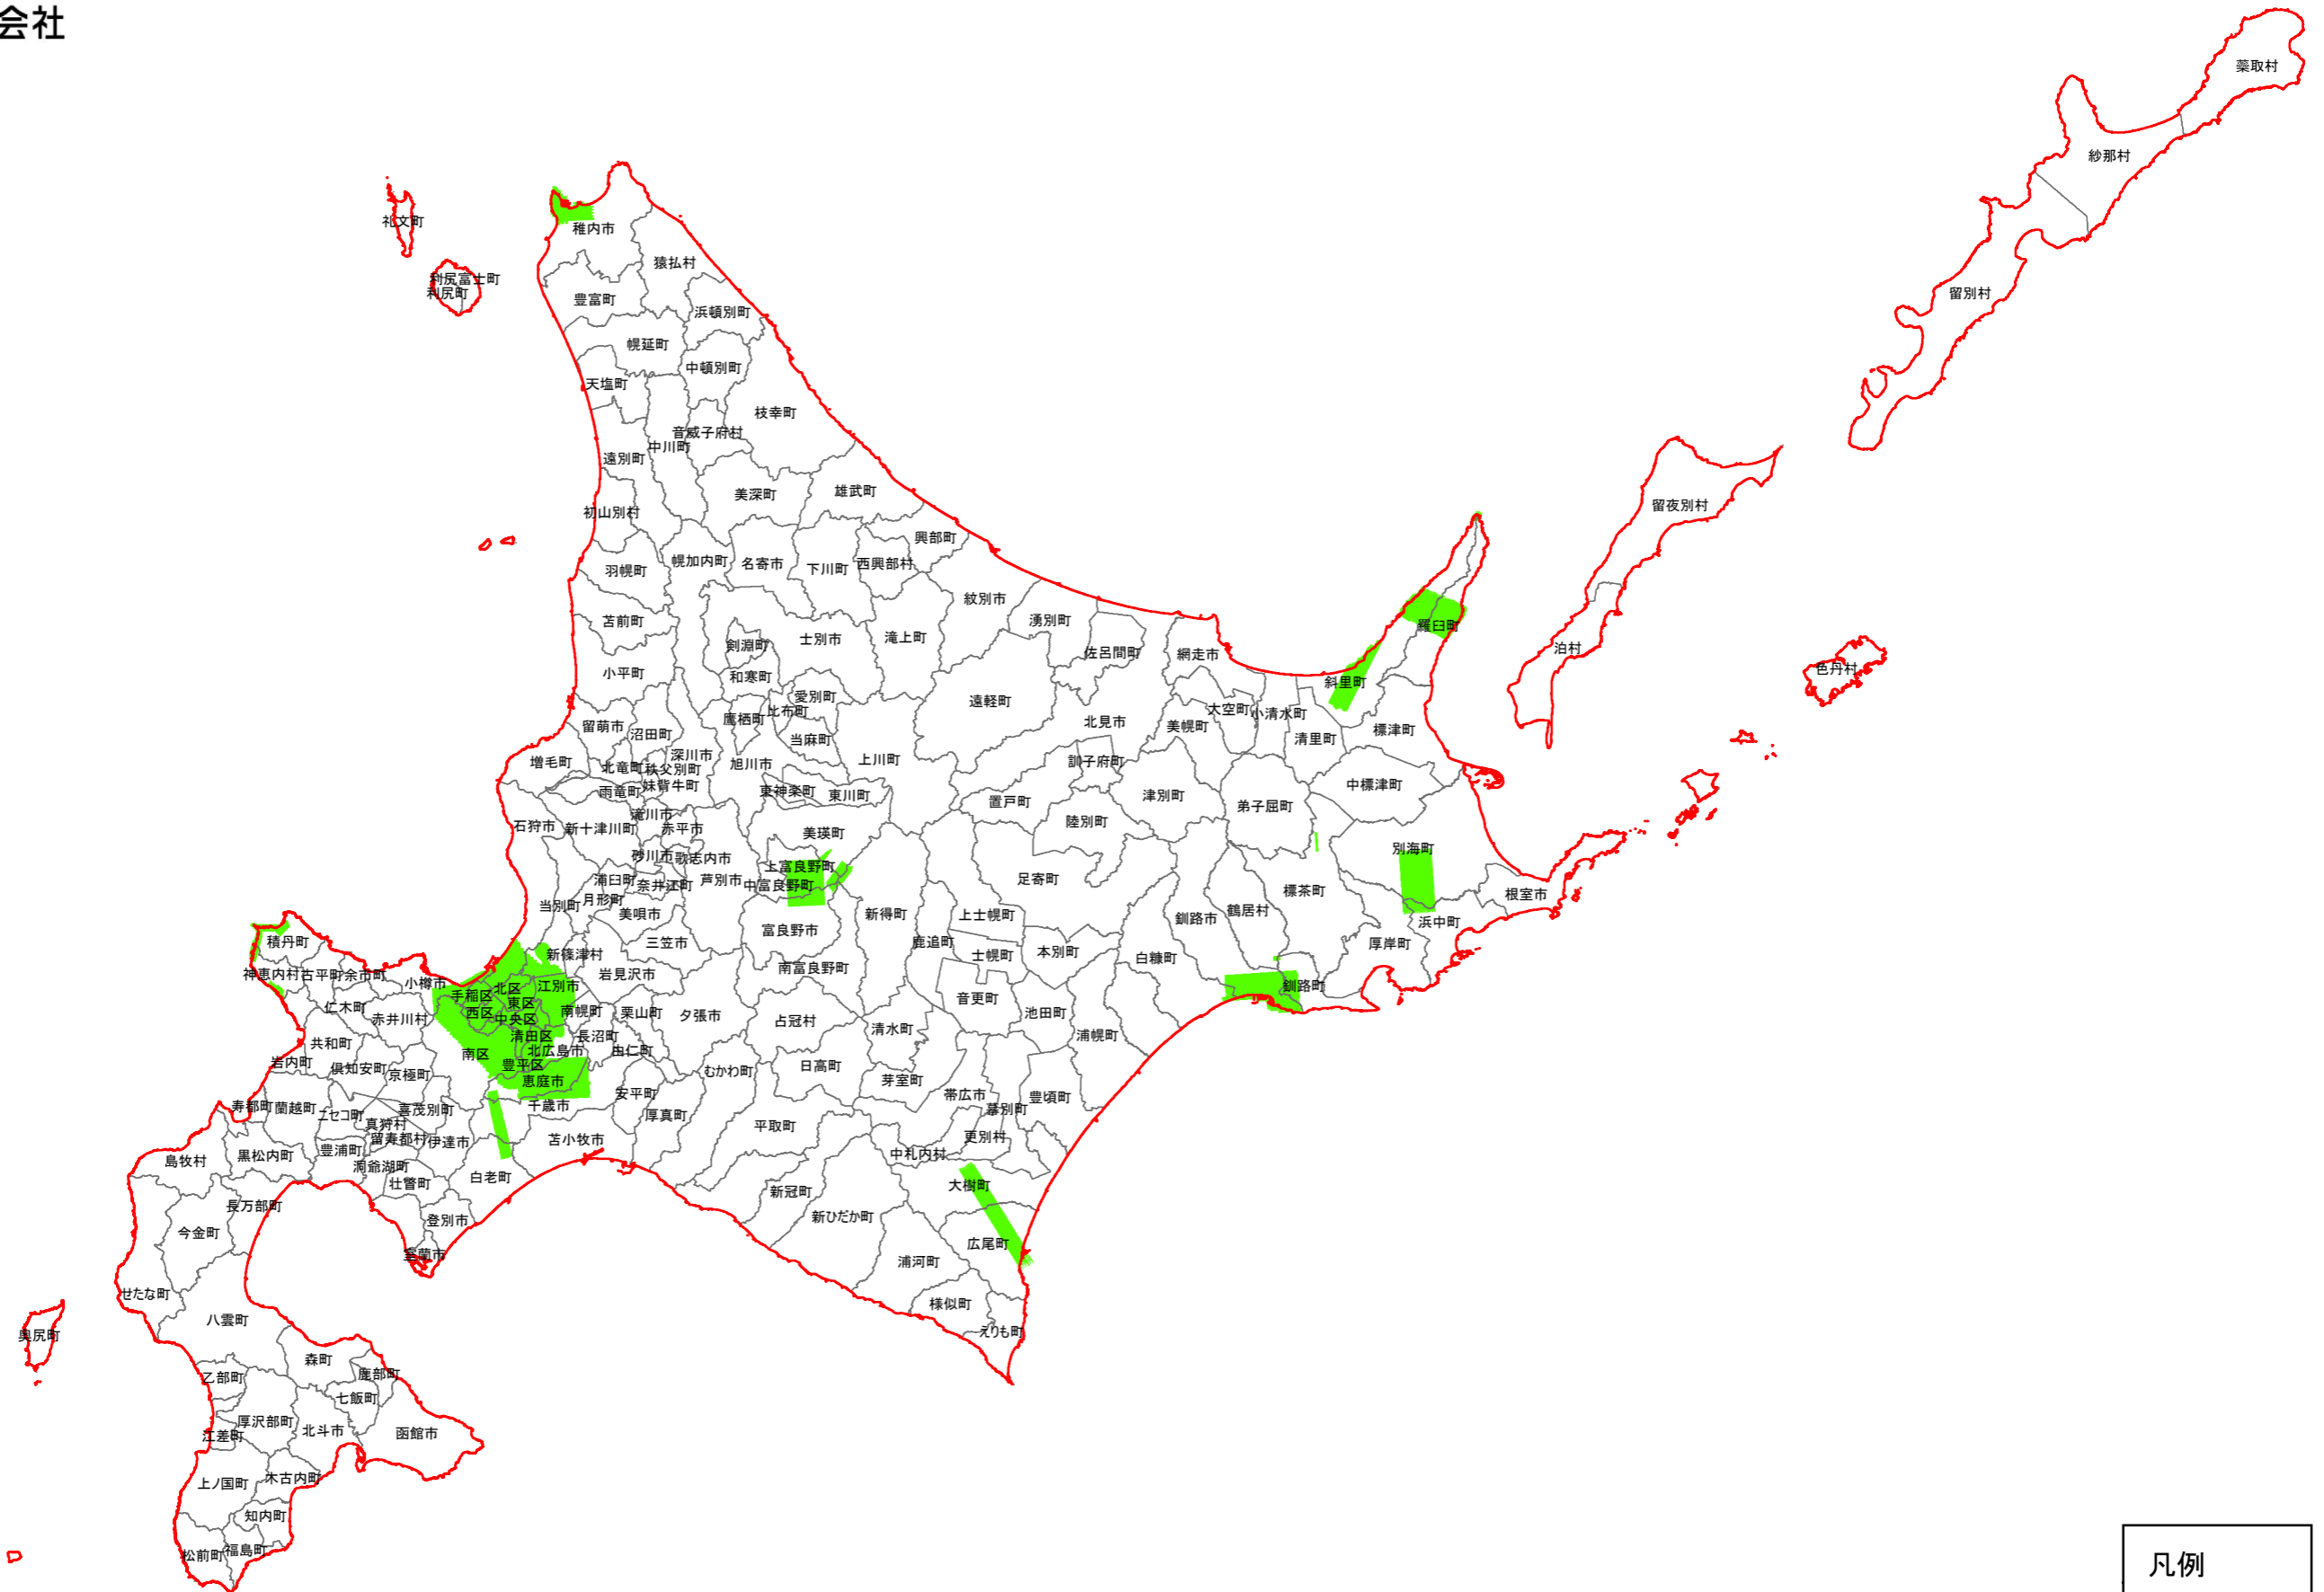 会社
蘂取村
紗那村
礼文町
稚内市
猿払村
利尻富士町
利尻町
豊富町
浜頓別町
留別村
幌延町
中頓別町
天塩町
枝幸町
音威子府村
中川町
遠別町
美深町
雄武町
留夜別村
初山別村
興部町
羽幌町
幌加内町
名寄市
下川町
西興部村
紋別市
湧別町
苫前町
士別市
滝上町
羅臼町
剣淵町
佐呂間町
網走市
泊村
色丹村
小平町
和寒町
斜里町
愛別町
遠軽町
比布町
鷹栖町
大空町
小清水町
留萌市
沼田町
当麻町
北見市
美幌町
清里町
標津町
増毛町
北竜町
秩父別町
深川市
旭川市
上川町
訓子府町
妹背牛町
雨竜町
東神楽町
東川町
置戸町
津別町
弟子屈町
中標津町
石狩市
新十津川町
滝川市
赤平市
美瑛町
陸別町
砂川市
歌志内市
上富良野町
別海町
浦臼町
奈井江町
芦別市
中富良野町
足寄町
標茶町
根室市
当別町
月形町
美唄市
新得町
上士幌町
釧路市
鶴居村
浜中町
積丹町
三笠市
富良野市
鹿追町
士幌町
本別町
白糠町
厚岸町
新篠津村
神恵内村
古平町
余市町
小樽市
岩見沢市
南富良野町
手稲区
北区
江別市
釧路町
仁木町
赤井川村
西区
東区
中央区
南幌町
栗山町
夕張市
占冠村
清水町
音更町
池田町
浦幌町
共和町
清田区
長沼町
岩内町
倶知安町
京極町
南区
北広島市
由仁町
豊平区
恵庭市
むかわ町
日高町
芽室町
寿都町
蘭越町
ニセコ町
喜茂別町
千歳市
安平町
厚真町
帯広市
幕別町
豊頃町
真狩村
留寿都村
伊達市
苫小牧市
平取町
更別村
島牧村
黒松内町
豊浦町
洞爺湖町
壮瞥町
白老町
中札内村
大樹町
長万部町
今金町
登別市
新冠町
新ひだか町
広尾町
室蘭市
浦河町
せたな町
八雲町
様似町
えりも町
奥尻町
森町
乙部町
鹿部町
七飯町
厚沢部町
江差町
北斗市
函館市
上ノ国町
木古内町
知内町
松前町
福島町
凡例